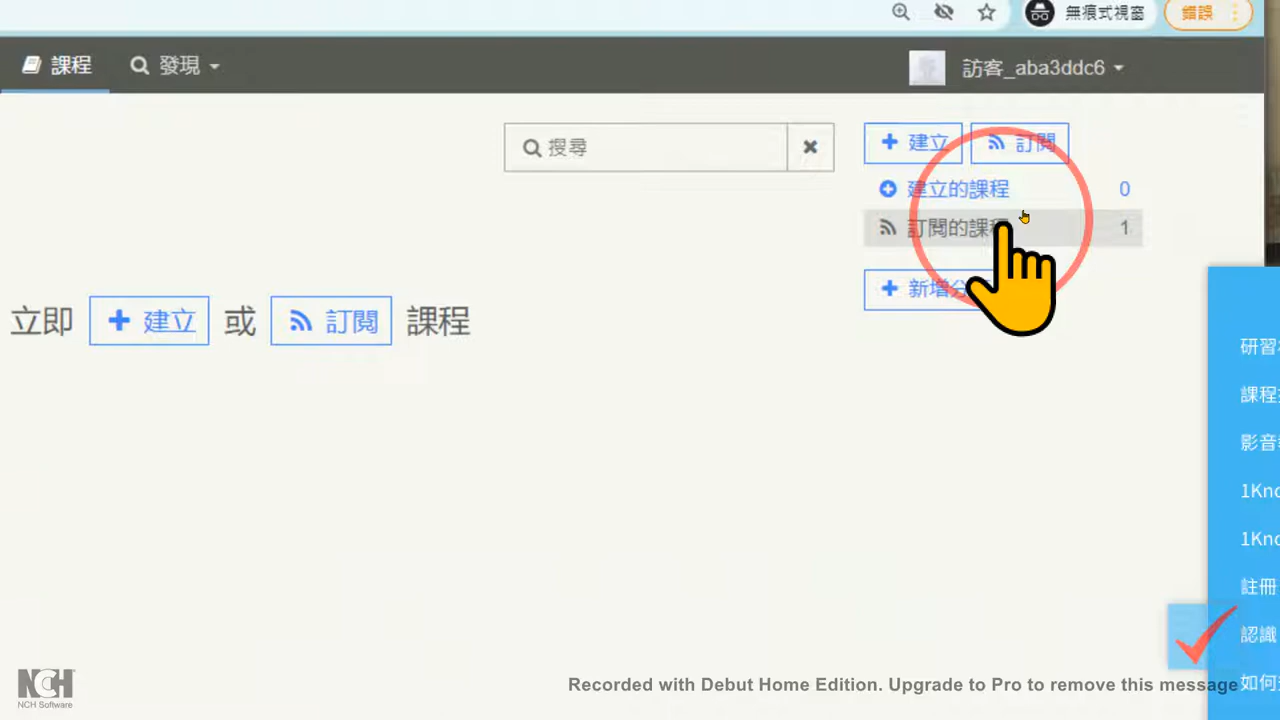 無痕式視窗 錯誤
課程 發現 訪客_aba3ddc6
搜尋
建立 訂閱
建立的課程 0
訂閱的課程 1
新增分
立即 建立 或 訂閱 課程
研習
課程
影音
1Kno
1Kno
註冊
認識
如何
NCH
NCH Software
Recorded with Debut Home Edition. Upgrade to Pro to remove this message